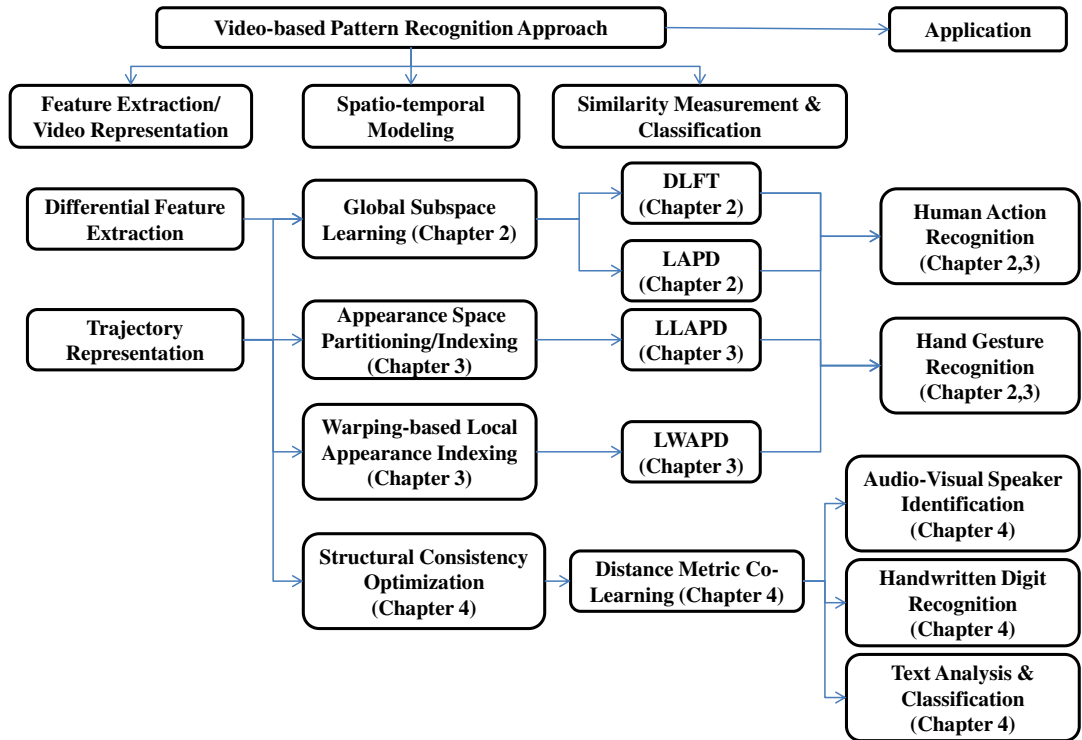 Video-based Pattern Recognition Approach
Application
Feature Extraction/
Video Representation
Spatio-temporal
Modeling
Similarity Measurement &
Classification
Differential Feature
Extraction
Global Subspace
Learning (Chapter 2)
DLFT
(Chapter 2)
LAPD
(Chapter 2)
Human Action
Recognition
(Chapter 2,3)
Trajectory
Representation
Appearance Space
Partitioning/Indexing
(Chapter 3)
LLAPD
(Chapter 3)
Hand Gesture
Recognition
(Chapter 2,3)
Warping-based Local
Appearance Indexing
(Chapter 3)
LWAPD
(Chapter 3)
Structural Consistency
Optimization
(Chapter 4)
Distance Metric Co-
Learning (Chapter 4)
Audio-Visual Speaker
Identification
(Chapter 4)
Handwritten Digit
Recognition
(Chapter 4)
Text Analysis &
Classification
(Chapter 4)